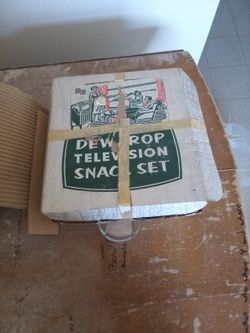 DEWDROP
TELEVISION
SNACK SET